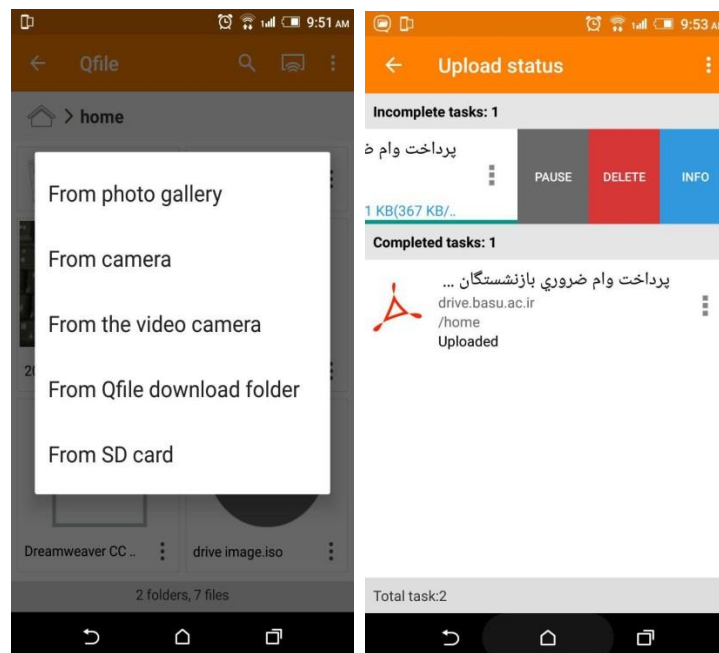 9:51 AM
Qfile
> home
From photo gallery
From camera
From the video camera
From Qfile download folder
From SD card
20
Dreamweaver CC ..
drive image.iso
2 folders, 7 files
9:53 A
Upload status
Incomplete tasks: 1
پرداخت وام ض
PAUSE
DELETE
INFO
1 KB(367 KB/..
Completed tasks: 1
پرداخت وام ضروري بازنشستگان ...
drive.basu.ac.ir
/home
Uploaded
Total task:2